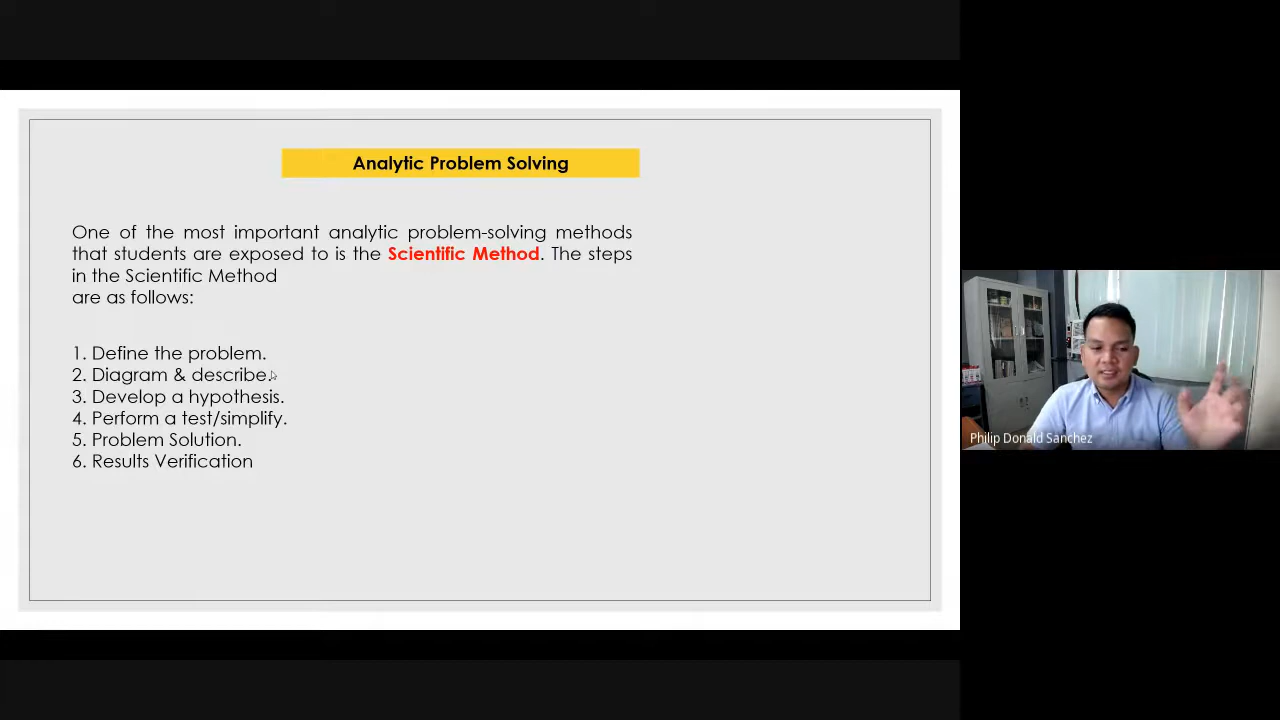 Analytic Problem Solving
One of the most important analytic problem-solving methods
that students are exposed to is the Scientific Method. The steps
in the Scientific Method
are as follows:
1. Define the problem.
2. Diagram & describe.
3. Develop a hypothesis.
4. Perform a test/simplify.
5. Problem Solution.
6. Results Verification
Philip Donald Sanchez